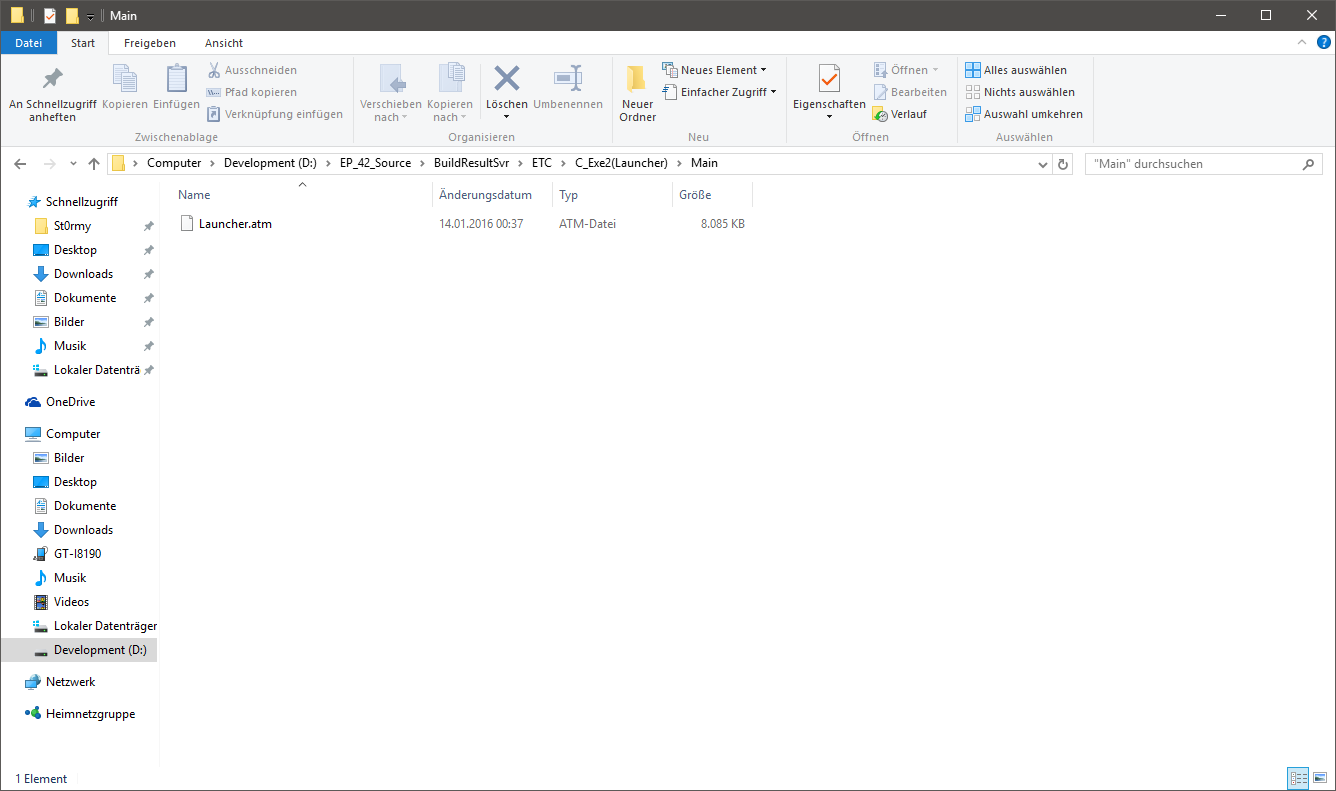 Main
Datei Start Freigeben Ansicht
An Schnellzugriff anheften
Kopieren
Einfügen
Ausschneiden
Pfad kopieren
Verknüpfung einfügen
Zwischenablage
Verschieben nach
Kopieren nach
Löschen
Umbenennen
Organisieren
Neuer Ordner
Neues Element
Einfacher Zugriff
Neu
Eigenschaften
Öffnen
Bearbeiten
Verlauf
Öffnen
Alles auswählen
Nichts auswählen
Auswahl umkehren
Auswählen
Computer > Development (D:) > EP_42_Source > BuildResultSvr > ETC > C_Exe2(Launcher) > Main
"Main" durchsuchen
Schnellzugriff
St0rmy
Desktop
Downloads
Dokumente
Bilder
Musik
Lokaler Datenträ
OneDrive
Computer
Bilder
Desktop
Dokumente
Downloads
GT-I8190
Musik
Videos
Lokaler Datenträger
Development (D:)
Netzwerk
Heimnetzgruppe
Name Änderungsdatum Typ Größe
Launcher.atm 14.01.2016 00:37 ATM-Datei 8.085 KB
1 Element